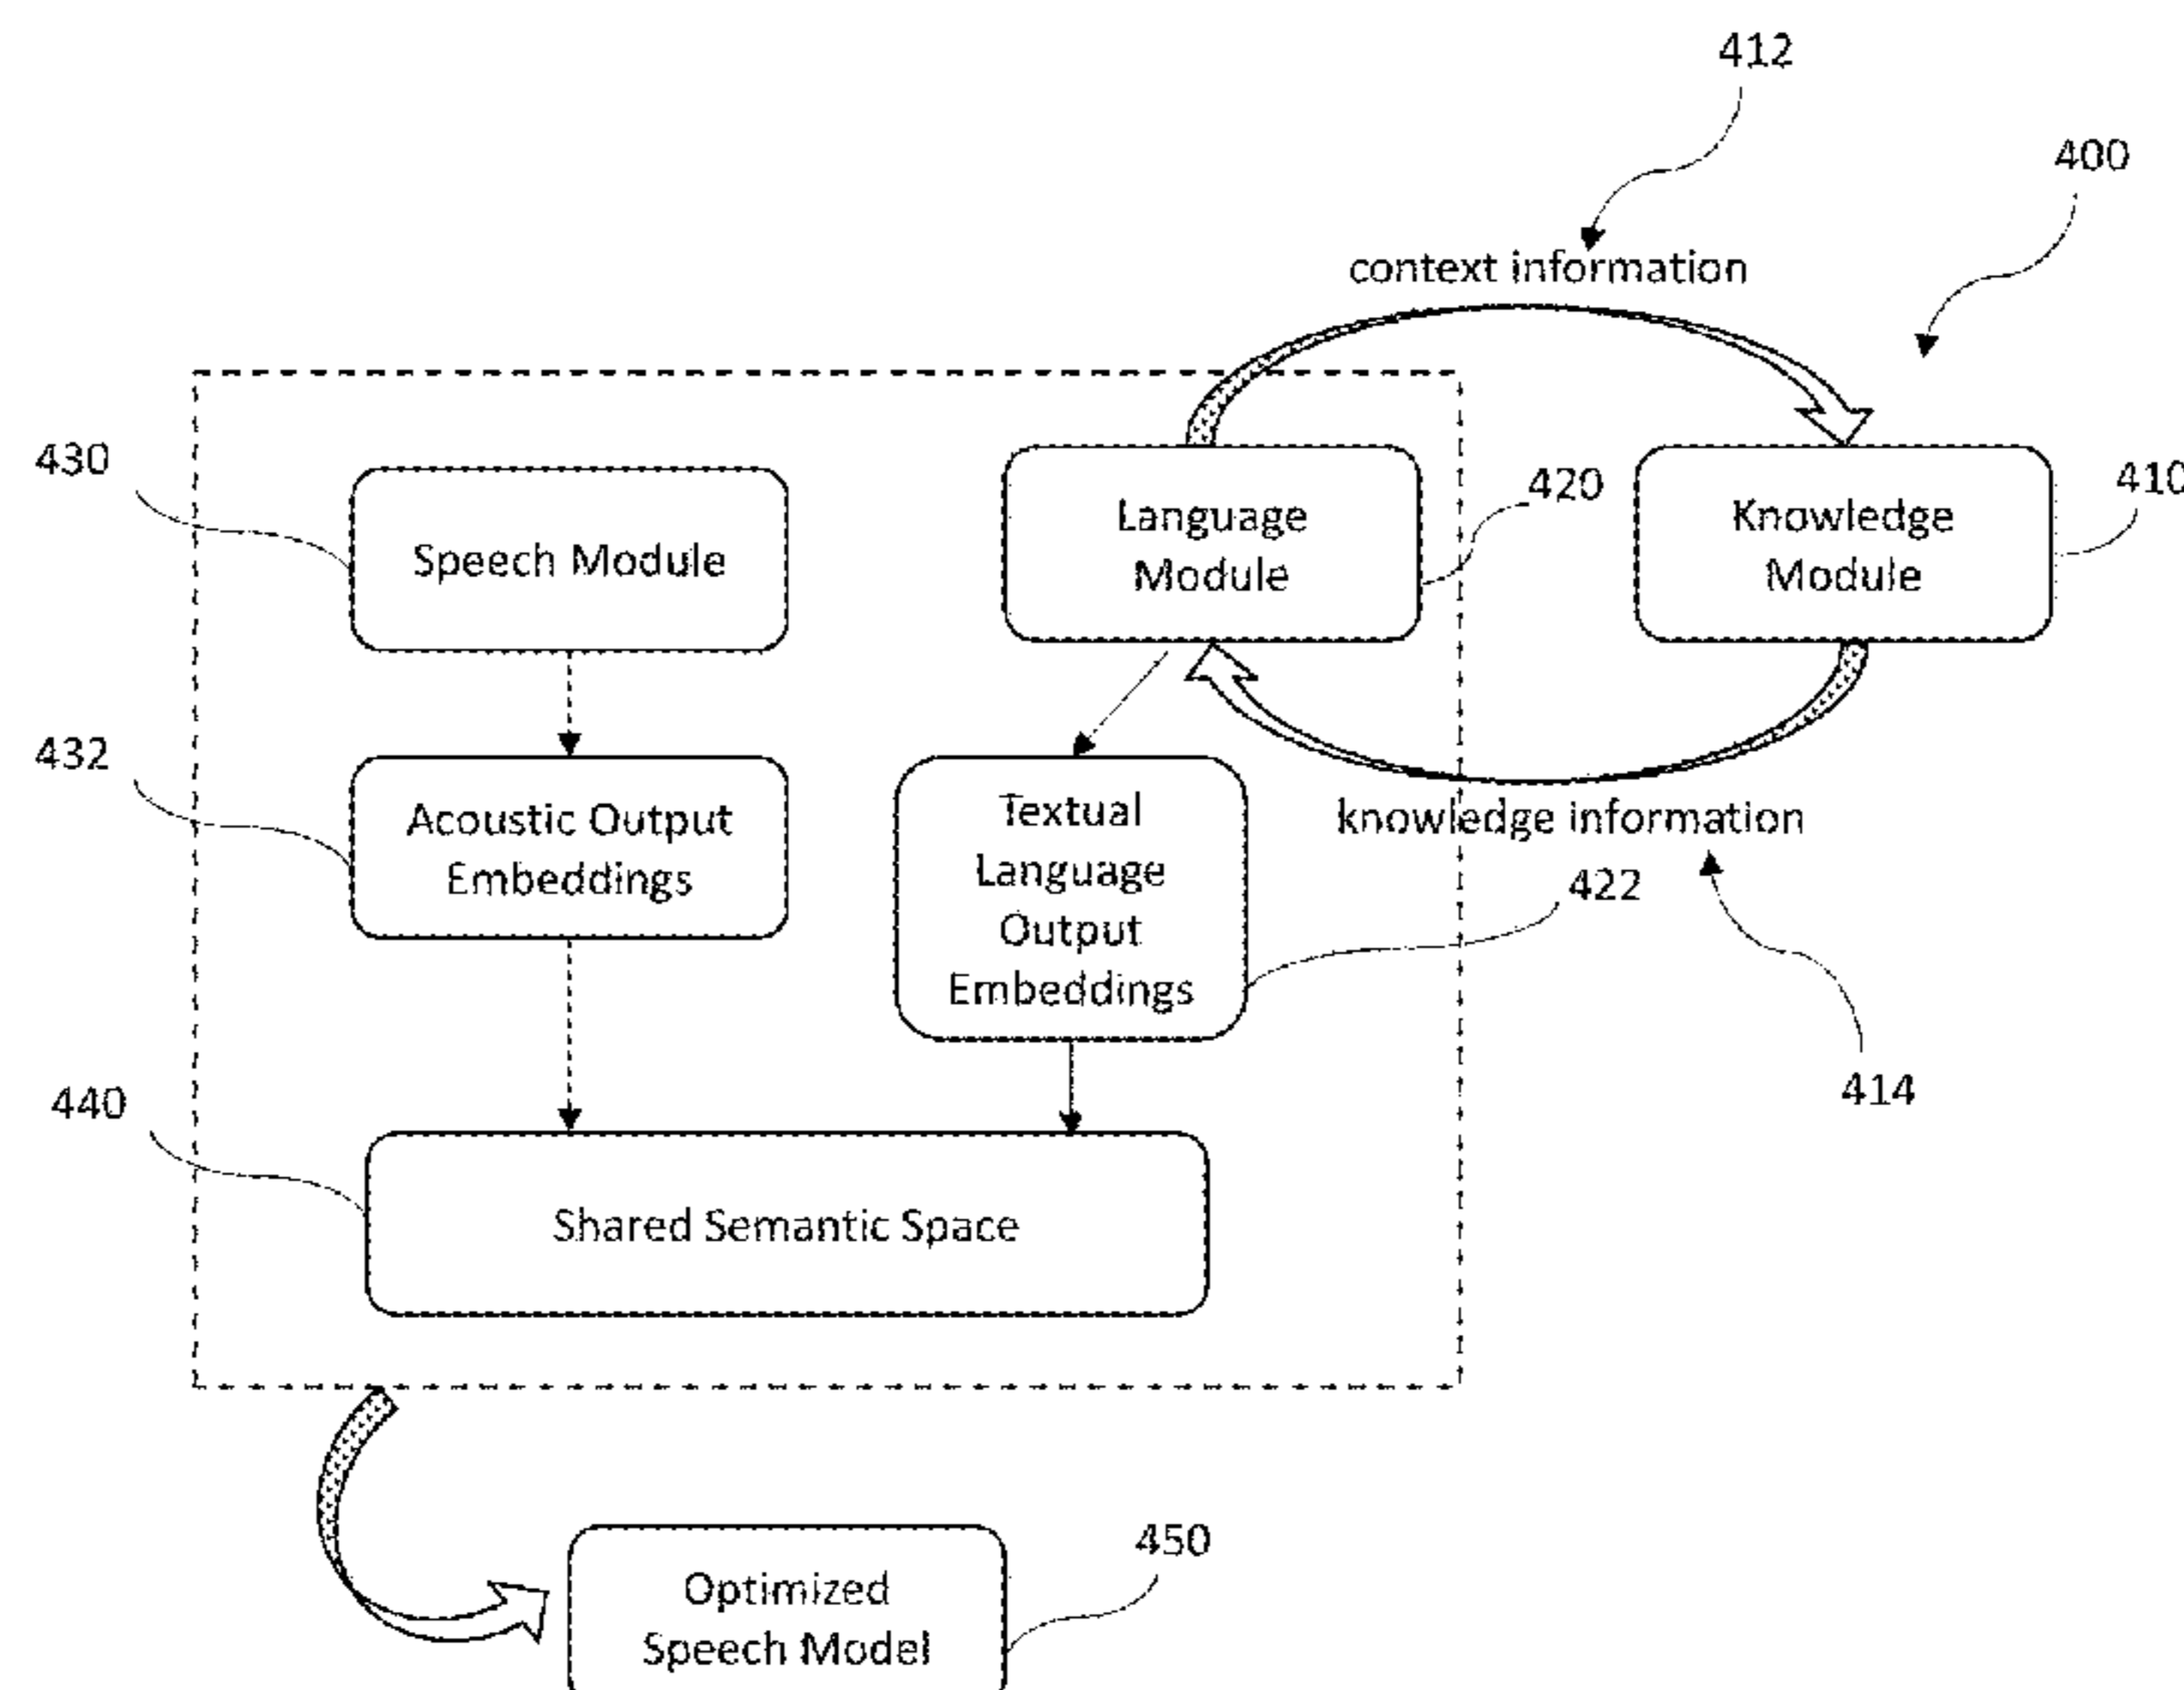 412
400
context information
430
Speech Module
Language
Module
420
Knowledge
Module
410
432
Acoustic Output
Embeddings
Textual
Language
Output
Embeddings
knowledge information
422
414
440
Shared Semantic Space
450
Optimized
Speech Model